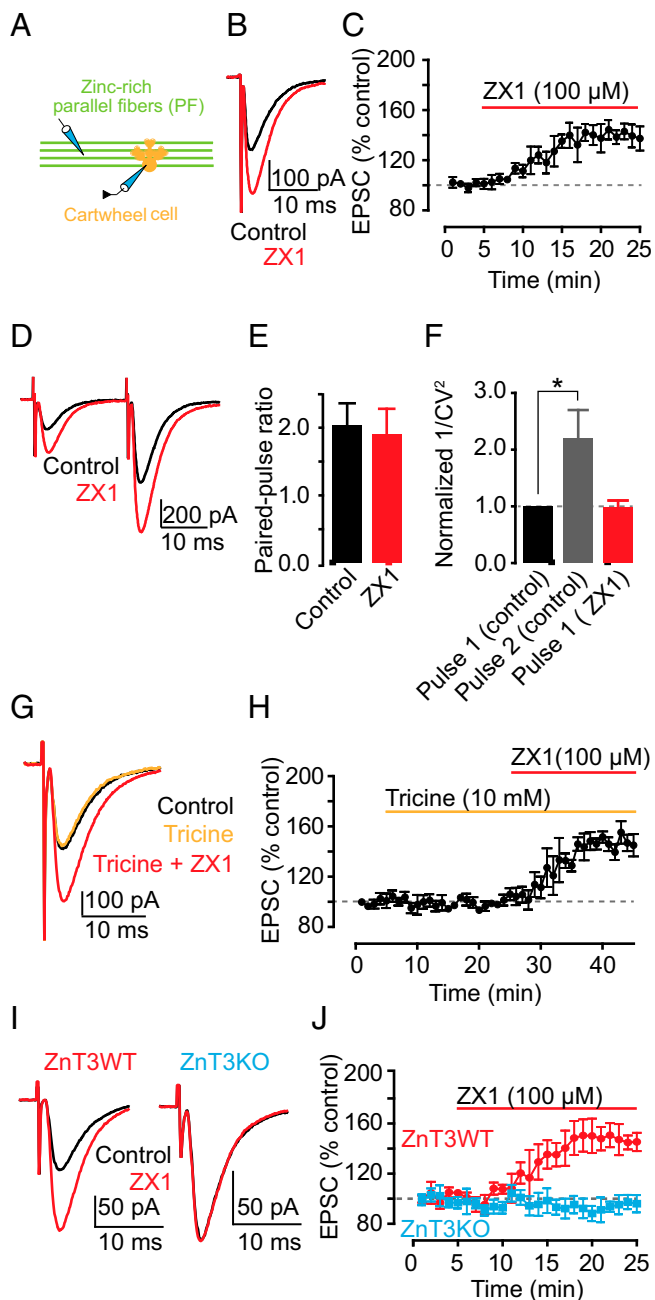 A
Zinc-rich
parallel fibers (PF)
Cartwheel cell
B
100 pA
10 ms
Control
ZX1
C
ZX1 (100 µM)
EPSC (% control)
200
160
120
80
0 5 10 15 20 25
Time (min)
D
Control
ZX1
200 pA
10 ms
E
Paired-pulse ratio
2.0
1.0
0.0
Control
ZX1
F
Normalized 1/CV²
3.0
2.0
1.0
0.0
*
Pulse 1 (control)
Pulse 2 (control)
Pulse 1 ( ZX1)
G
Control
Tricine
Tricine + ZX1
100 pA
10 ms
H
ZX1(100 µM)
Tricine (10 mM)
EPSC (% control)
200
160
120
80
0 10 20 30 40
Time (min)
I
ZnT3WT
ZnT3KO
Control
ZX1
50 pA
10 ms
50 pA
10 ms
J
ZX1 (100 µM)
ZnT3WT
ZnT3KO
EPSC (% control)
200
160
120
80
0 5 10 15 20 25
Time (min)